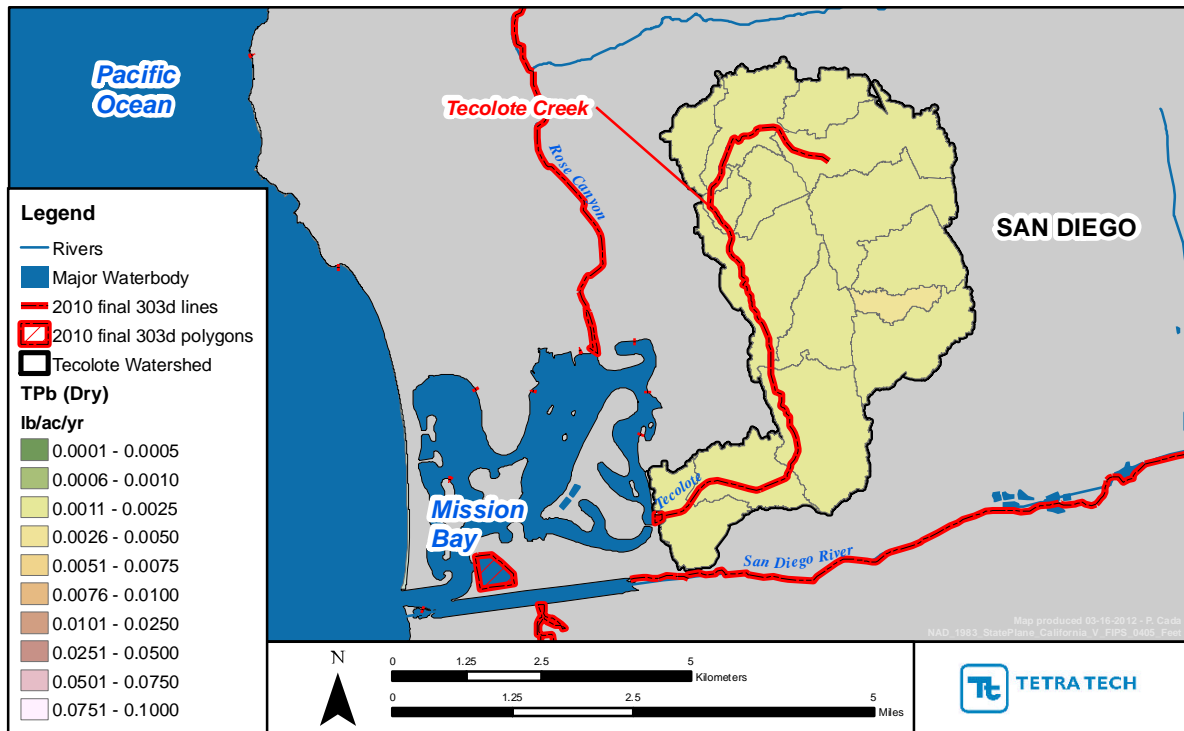 Pacific
Ocean
Tecolote Creek
Rose Canyon
SAN DIEGO
Legend
Rivers
Major Waterbody
2010 final 303d lines
2010 final 303d polygons
Tecolote Watershed
TPb (Dry)
lb/ac/yr
0.0001 - 0.0005
0.0006 - 0.0010
0.0011 - 0.0025
0.0026 - 0.0050
0.0051 - 0.0075
0.0076 - 0.0100
0.0101 - 0.0250
0.0251 - 0.0500
0.0501 - 0.0750
0.0751 - 0.1000
Tecolote
Mission
Bay
San Diego River
Map produced 03-16-2012 - P. Cada
NAD_1983_StatePlane_California_V_FIPS_0405_Feet
N
0 1.25 2.5 5
Kilometers
0 1.25 2.5 5
Miles
Tt
TETRA TECH